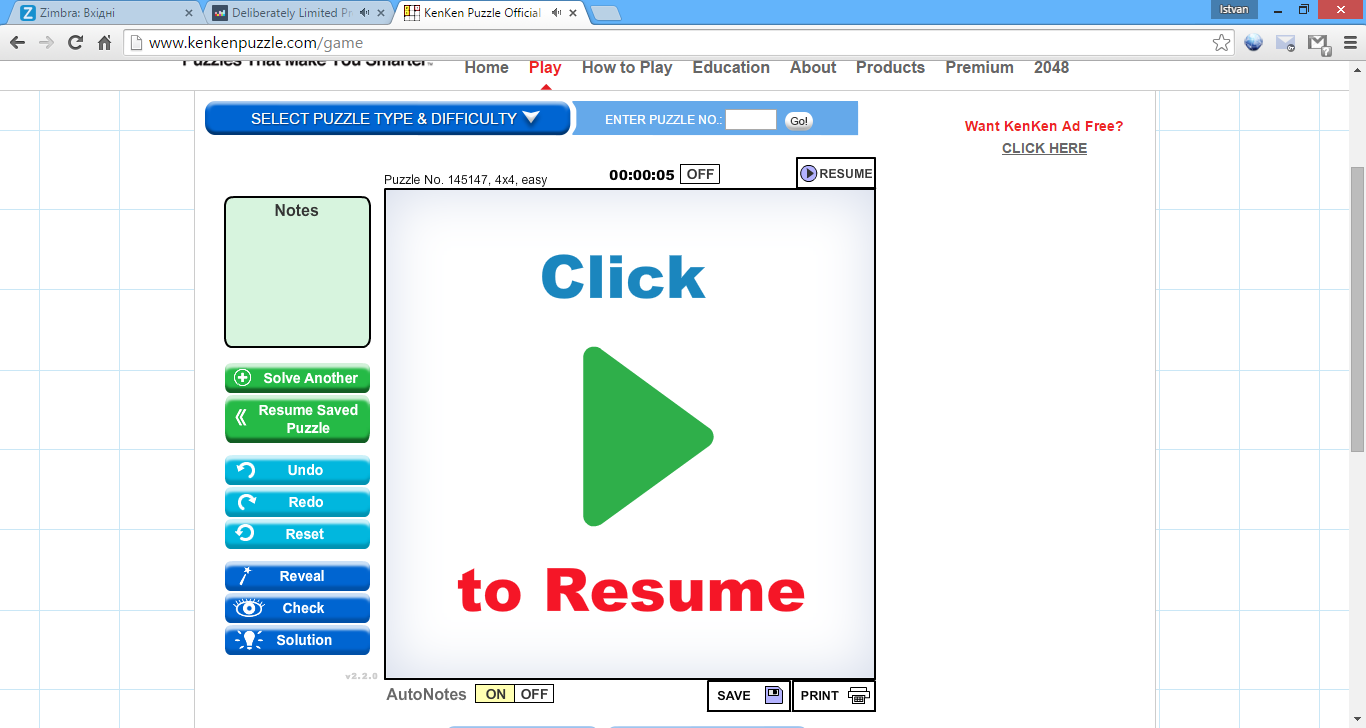 Zimbra: Вхідні
Deliberately Limited Pr
KenKen Puzzle Official
Istvan
www.kenkenpuzzle.com/game
Puzzles That Make You Smarter™
Home Play How to Play Education About Products Premium 2048
SELECT PUZZLE TYPE & DIFFICULTY
ENTER PUZZLE NO.:
Go!
Want KenKen Ad Free?
CLICK HERE
Puzzle No. 145147, 4x4, easy
00:00:05 OFF
RESUME
Notes
Click
to Resume
Solve Another
Resume Saved
Puzzle
Undo
Redo
Reset
Reveal
Check
Solution
v2.2.0
AutoNotes ON OFF
SAVE
PRINT